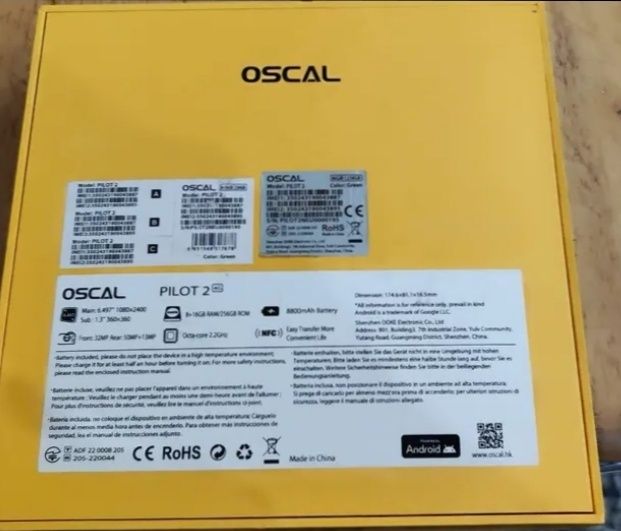 OSCAL
Model: PILOT 2
A
Model: PILOT 2
B
Model: PILOT 2
C
OSCAL
Model: PILOT 2
Color: Green
OSCAL
Model: PILOT 2 Color: Green
CE
RoHS
OSCAL PILOT 2
Main: 6.497" 1080x2400
Sub : 1.3" 360x360
8+16GB RAM/256GB ROM
8800mAh Battery
Front: 32MP Rear: 50MP+13MP
Octa-core 2.2GHz
NFC
Easy Transfer More
Convenient Life
*All information is for reference only, prevail in kind
Android is a trademark of Google LLC.
Shenzhen DOKE Electronic Co., Ltd
Address: 801, Building3, 7th Industrial Zone, Yulv Community,
Yutang Road, Guangming District, Shenzhen, China.
·Battery included, please do not place the device in a high temperature environment;
Please charge it for at least half an hour before turning it on; For more safety instructions,
please read the enclosed instruction manual.
·Batterie incluse, veuillez ne pas placer l'appareil dans un environnement à haute
température ; Veuillez le charger pendant au moins une demi-heure avant de l'allumer ;
Pour plus d'instructions de sécurité, veuillez lire le manuel d'instructions ci-joint.
·Batería incluida, no coloque el dispositivo en ambiente de alta temperatura; Cárguelo
durante al menos media hora antes de encenderlo. Para obtener más instrucciones de
seguridad, lea el manual de instrucciones adjunto.
·Batterie enthalten, bitte stellen Sie das Gerät nicht in eine Umgebung mit hohen
Temperaturen; Bitte laden Sie es mindestens eine halbe Stunde lang auf, bevor Sie es
einschalten. Weitere Sicherheitshinweise finden Sie bitte in der beiliegenden
Bedienungsanleitung.
·Batteria inclusa, non posizionare il dispositivo in un ambiente ad alta temperatura;
Si prega di caricarlo per almeno mezz'ora prima di accenderlo; per ulteriori istruzioni di
sicurezza, leggere il manuale di istruzioni allegato.
ADF 22 0008 205
205-220044
CE RoHS
Made in China
Powered by
Android
www.oscal.hk